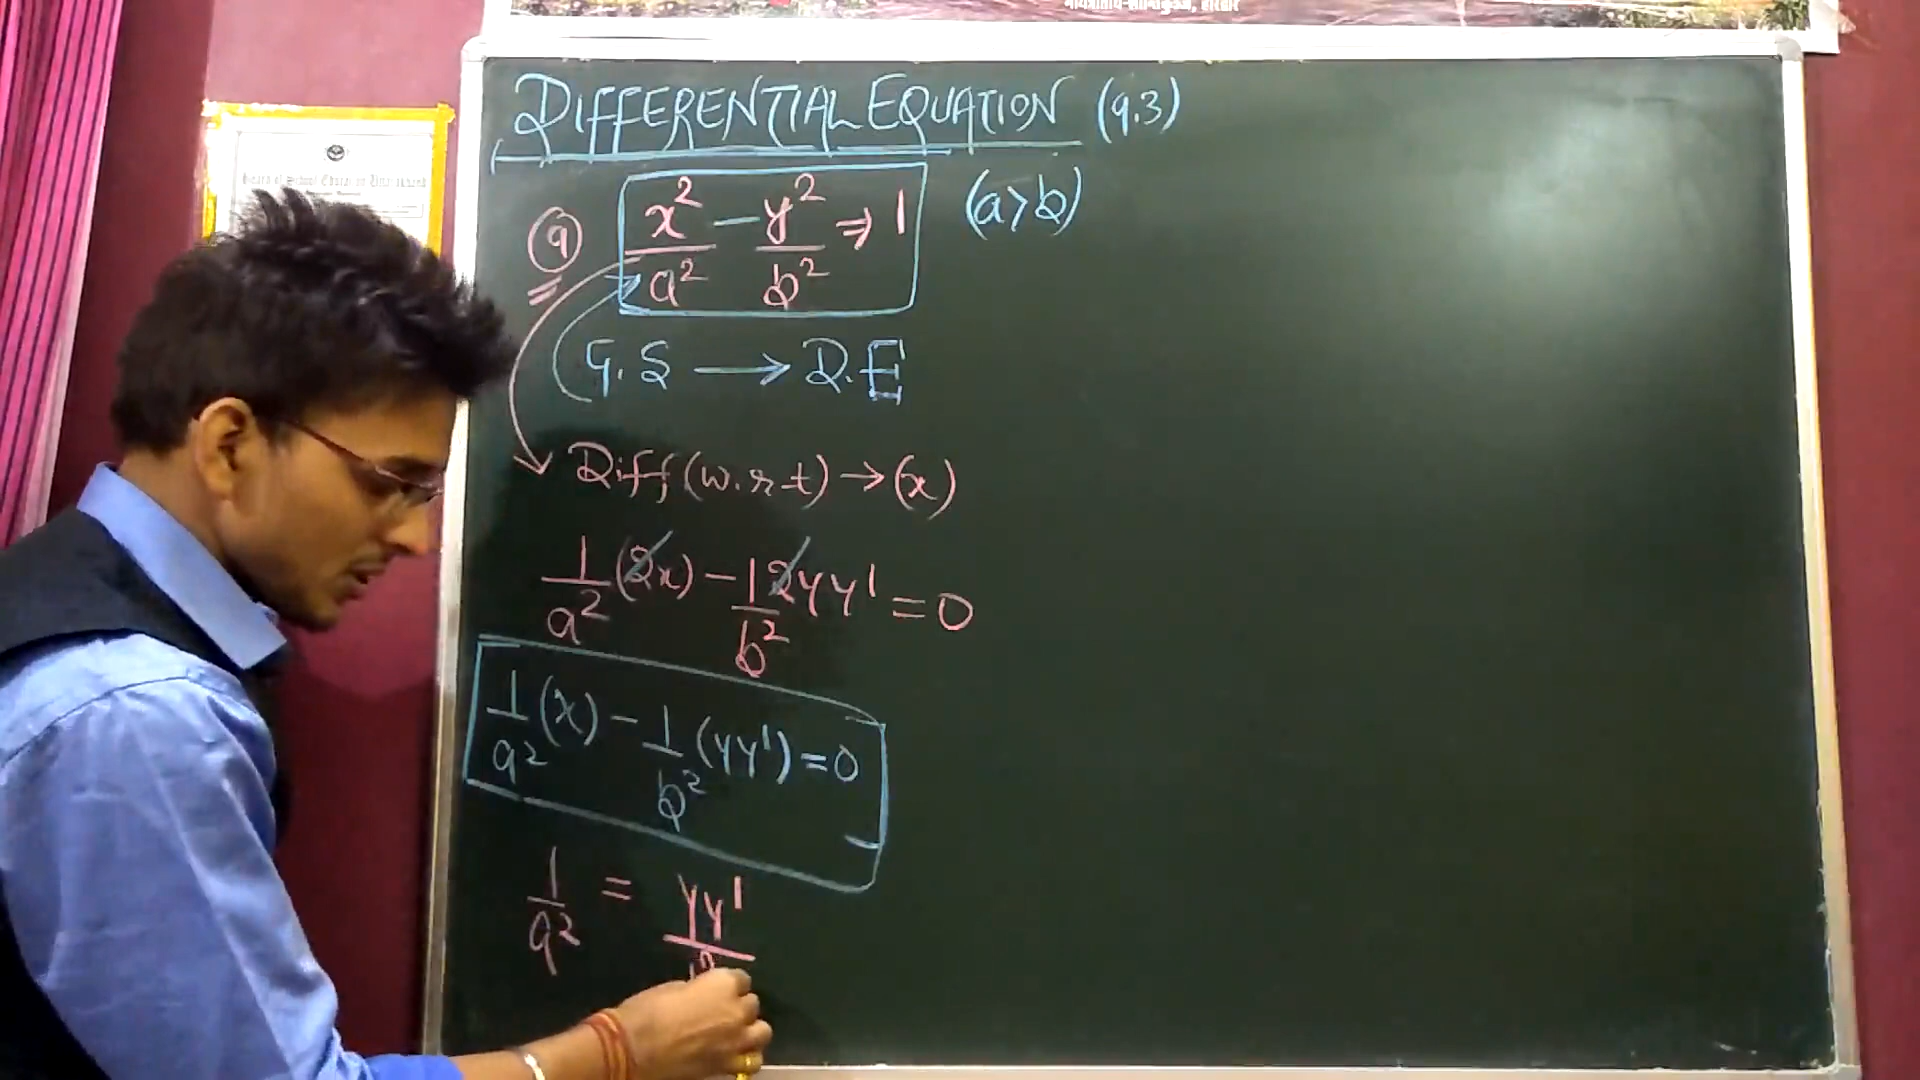 DIFFERENTIAL EQUATION (9.3)
9 x²/a² - y²/b² ⇒ 1 (a>b)
G.S → D.E
Diff (w.r.t) → (x)
1/a² (2x) - 1/b² 2yy' = 0
1/a² (x) - 1/b² (yy') = 0
1/a² = yy'